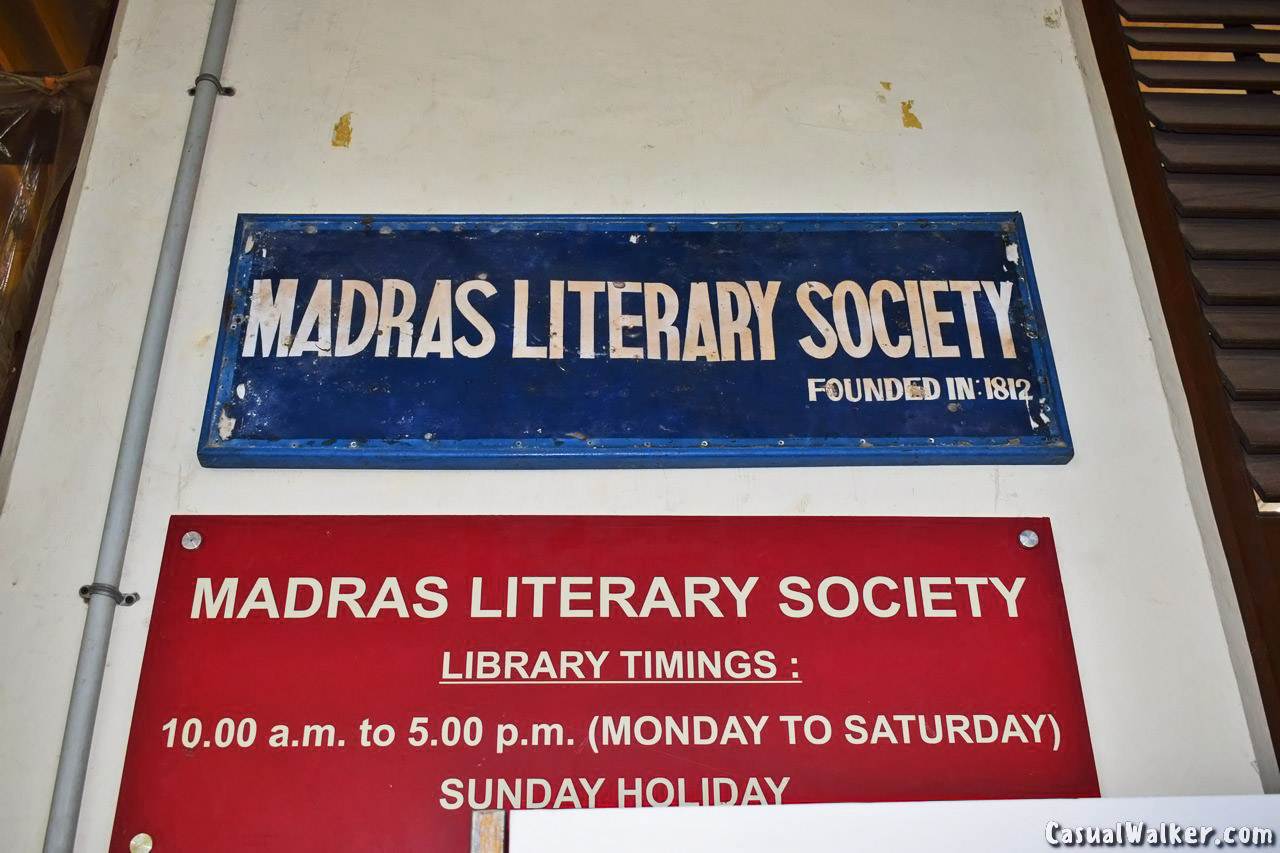 MADRAS LITERARY SOCIETY
FOUNDED IN: 1812
MADRAS LITERARY SOCIETY
LIBRARY TIMINGS :
10.00 a.m. to 5.00 p.m. (MONDAY TO SATURDAY)
SUNDAY HOLIDAY
CasualWalker.com